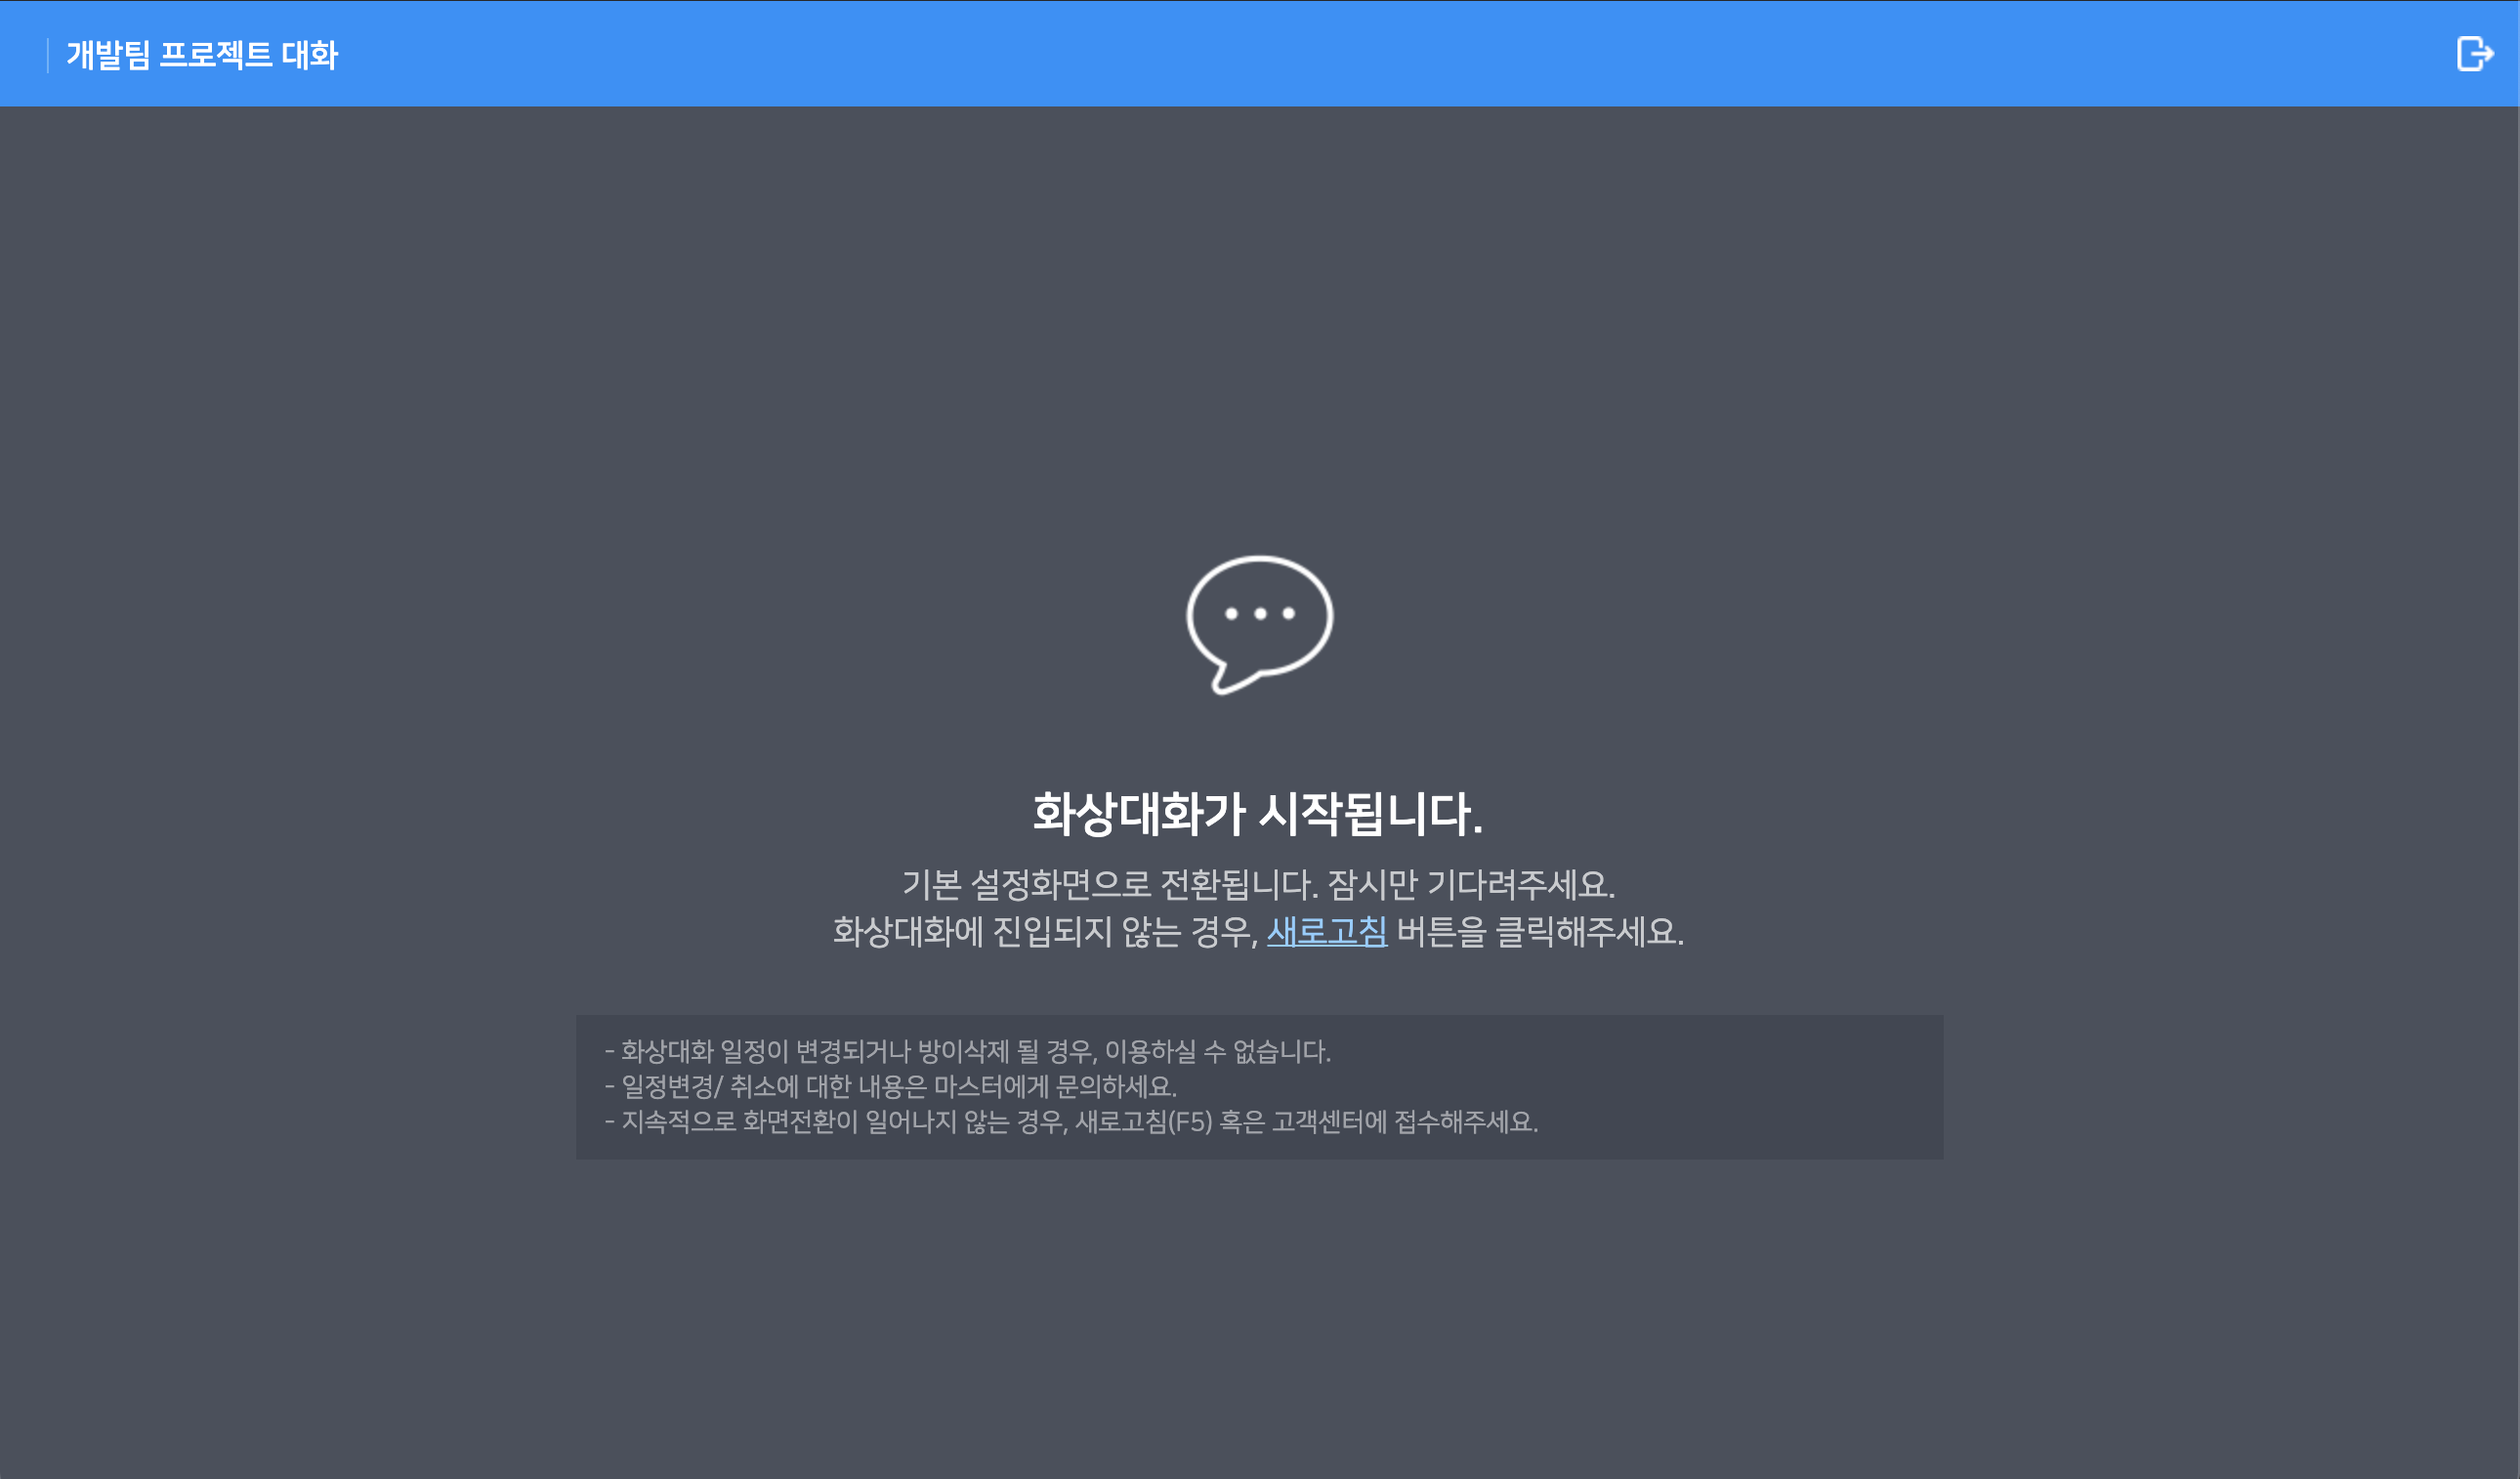 개발팀 프로젝트 대화
화상대화가 시작됩니다.
기본 설정화면으로 전환됩니다. 잠시만 기다려주세요.
화상대화에 진입되지 않는 경우, 새로고침 버튼을 클릭해주세요.
- 화상대화 일정이 변경되거나 방이삭제 될 경우, 이용하실 수 없습니다.
- 일정변경/ 취소에 대한 내용은 마스터에게 문의하세요.
- 지속적으로 화면전환이 일어나지 않는 경우, 새로고침(F5) 혹은 고객센터에 접수해주세요.